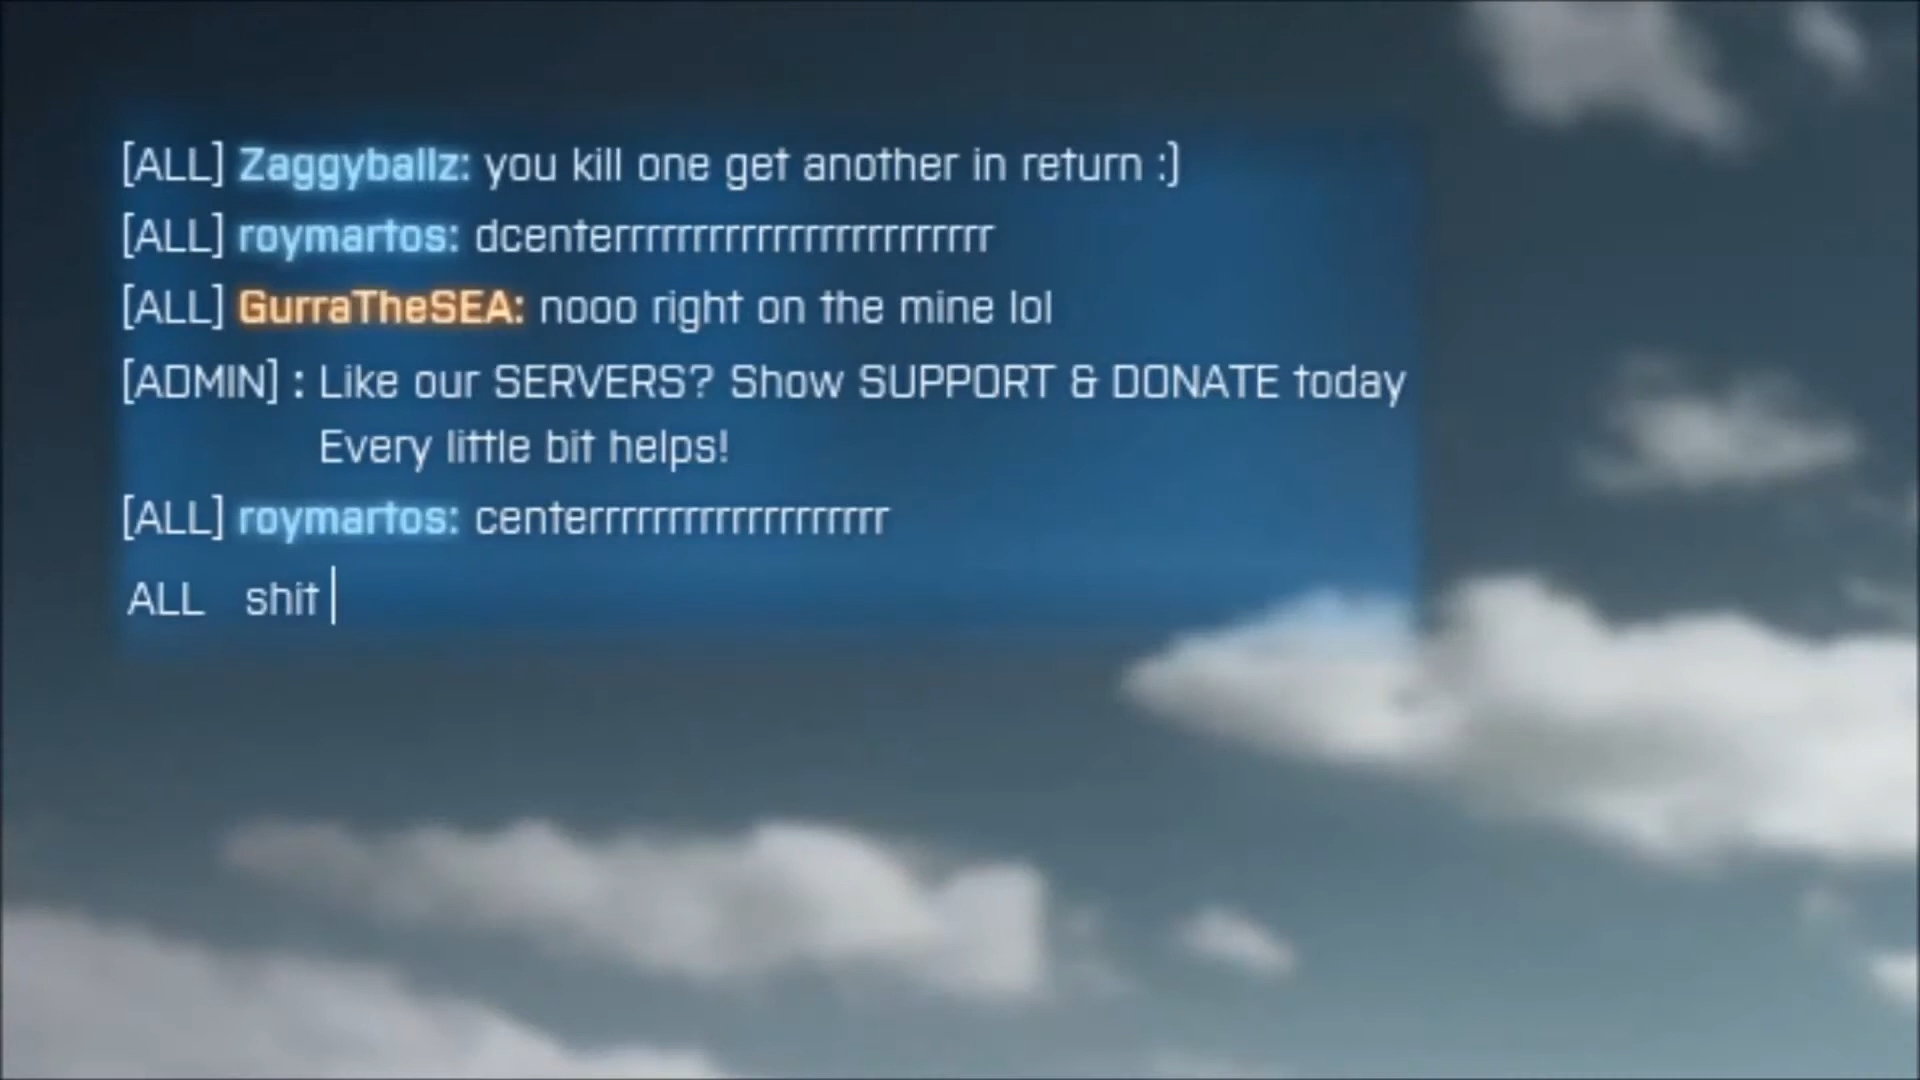 [ALL] Zaggyballz: you kill one get another in return :)
[ALL] roymartos: dcenterrrrrrrrrrrrrrrrrrrrrrrr
[ALL] GurraTheSEA: nooo right on the mine lol
[ADMIN] : Like our SERVERS? Show SUPPORT & DONATE today
Every little bit helps!
[ALL] roymartos: centerrrrrrrrrrrrrrrrrrr
ALL shit